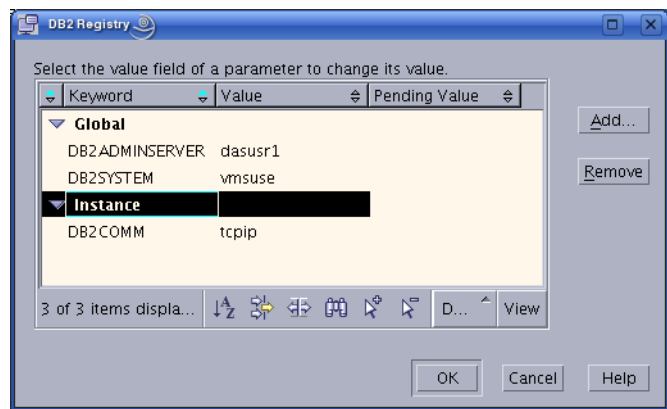 DB2 Registry
Select the value field of a parameter to change its value.
Keyword Value Pending Value
Global
DB2ADMINSERVER dasusr1
DB2SYSTEM vmsuse
Instance
DB2COMM tcpip
Add...
Remove
3 of 3 items displa... D... View
OK Cancel Help